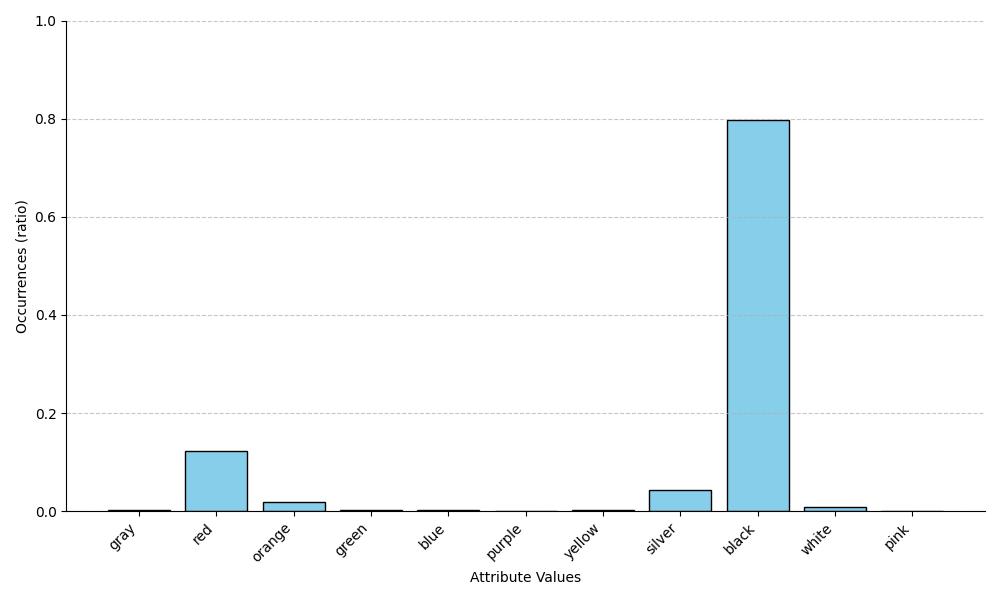 1.0
0.8
0.6
0.4
0.2
0.0
Occurrences (ratio)
gray
red
orange
green
blue
purple
yellow
silver
black
white
pink
Attribute Values